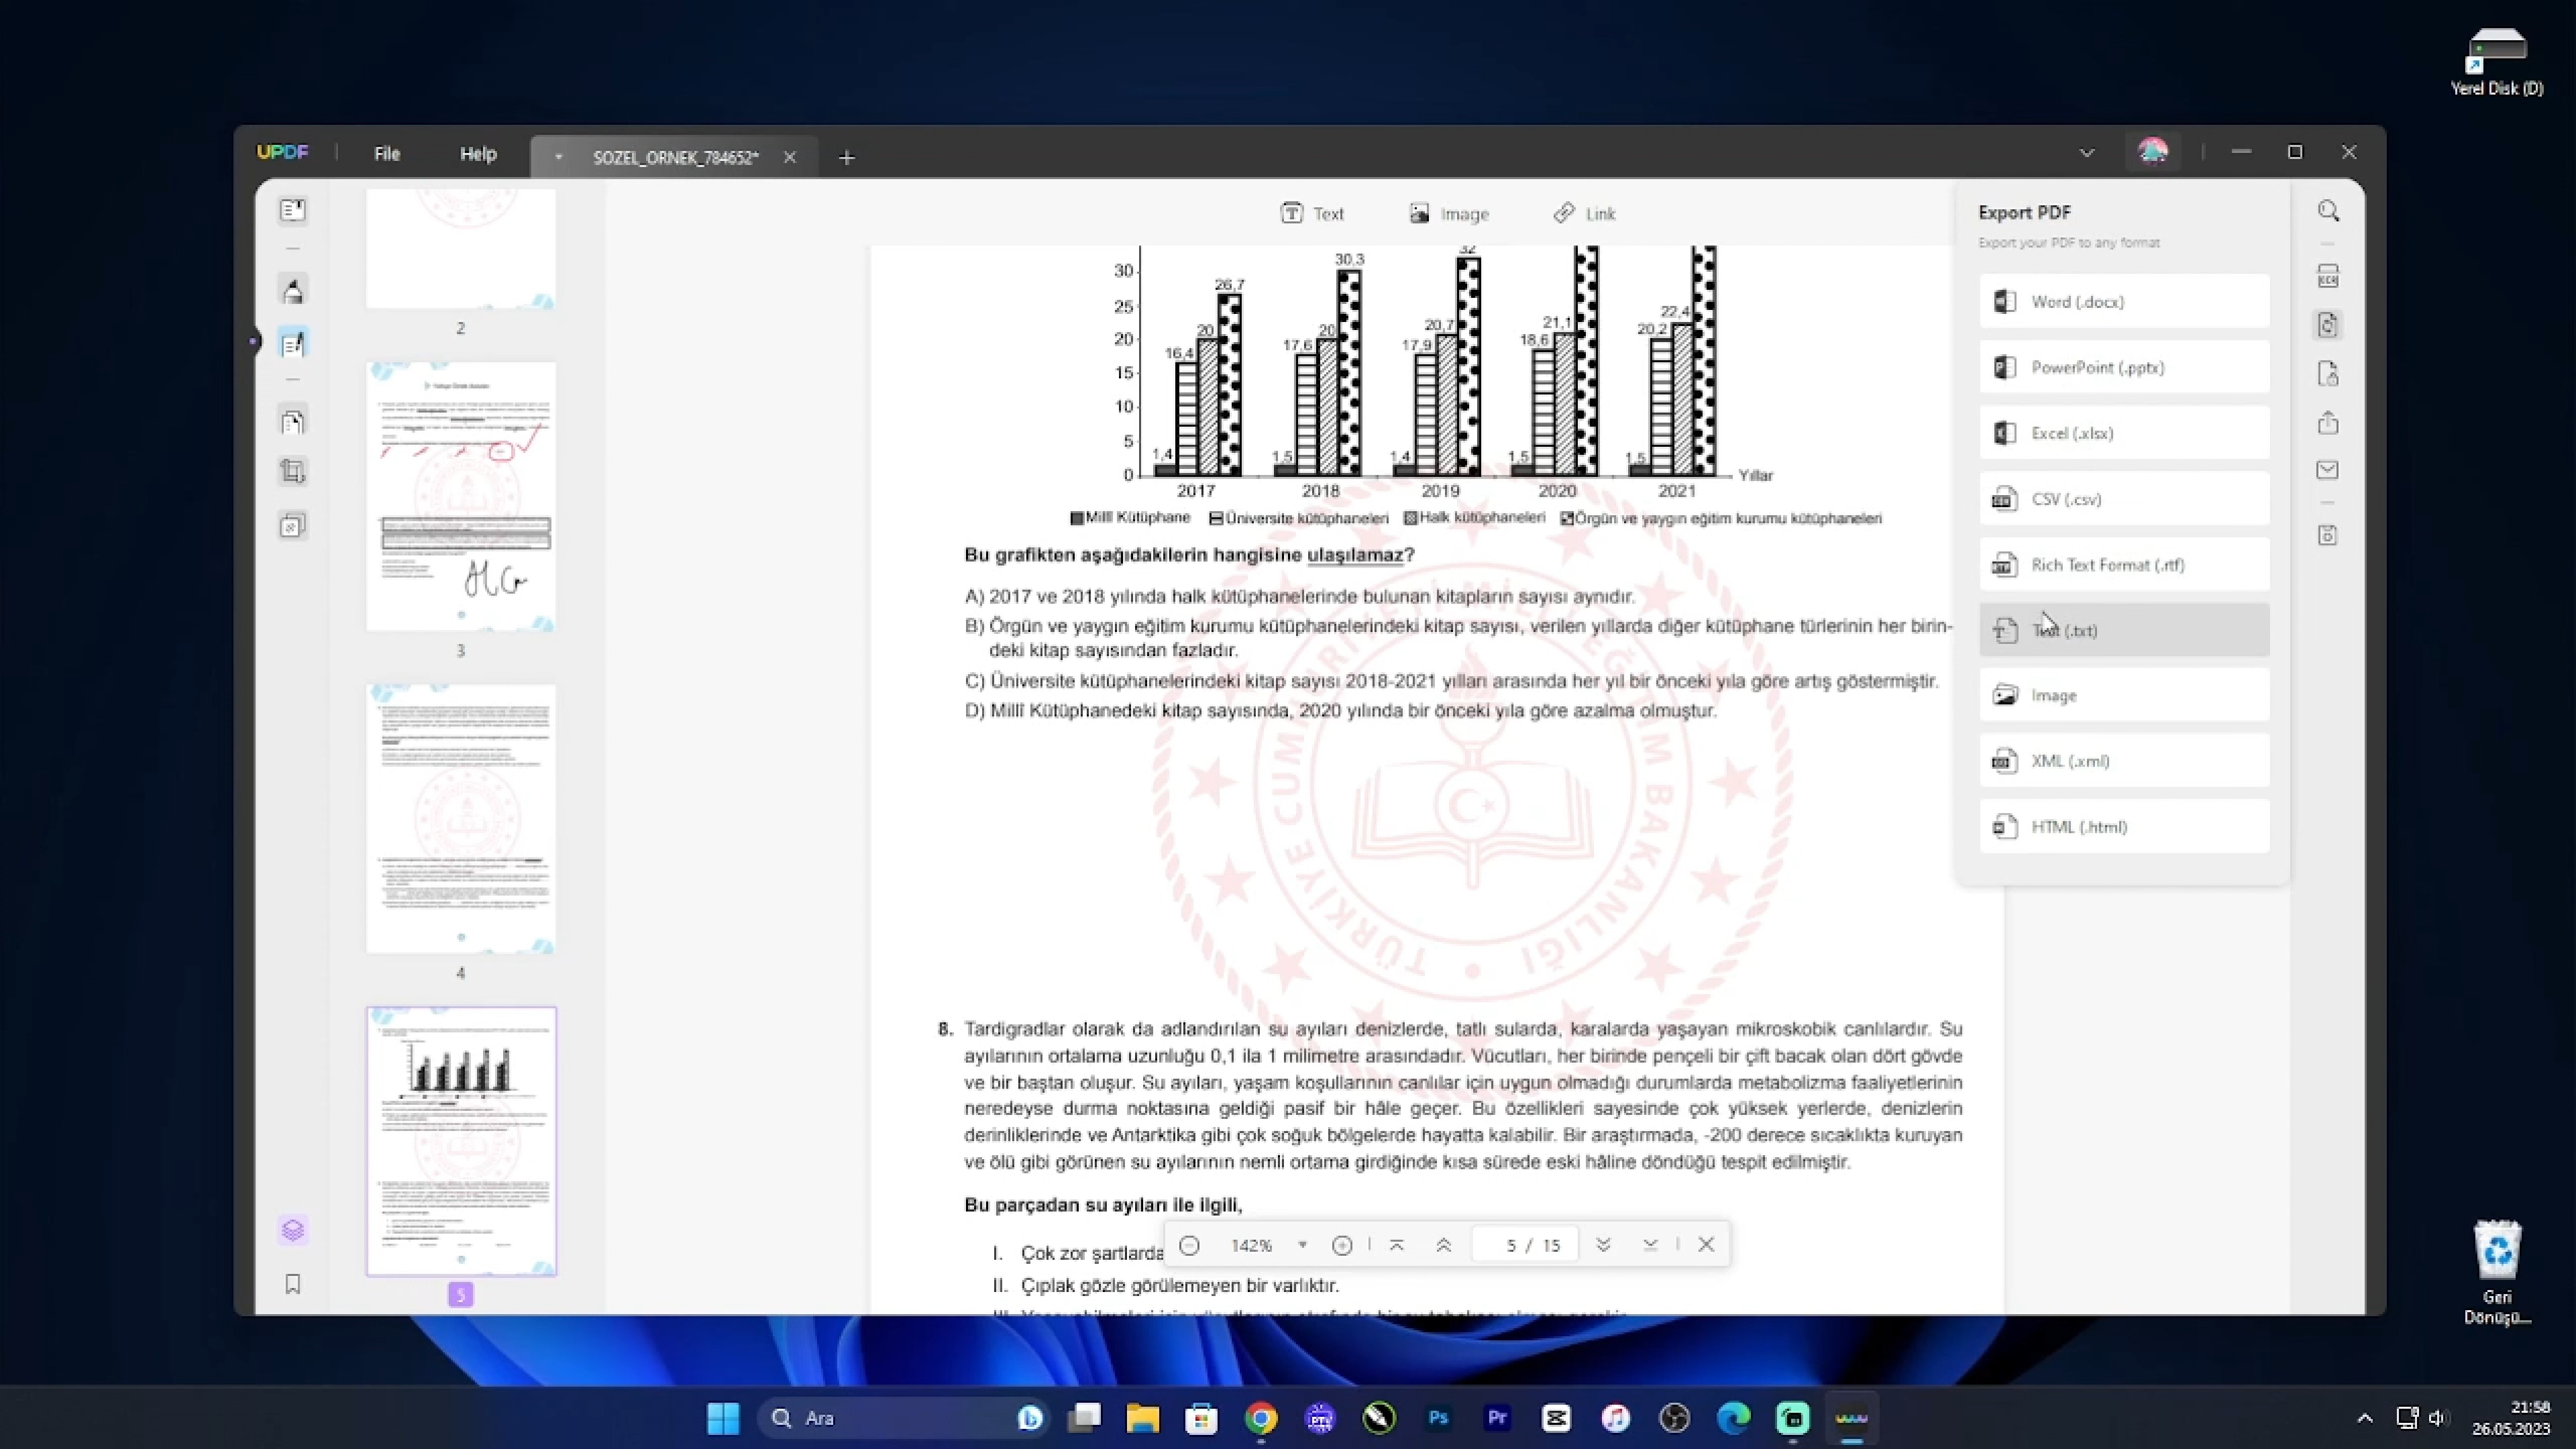 Yerel Disk (D)
UPDF File Help SOZEL_ORNEK_784652*
2
3
4
5
Text Image Link
32
30
30,3
26,7
25
22,4
20
20
20
20,7
21,1
20,2
16,4
17,6
17,9
18,6
15
10
5
1,4
1,5
1,4
1,5
1,5
0
Yıllar
2017 2018 2019 2020 2021
Millî Kütüphane Üniversite kütüphaneleri Halk kütüphaneleri Örgün ve yaygın eğitim kurumu kütüphaneleri
Bu grafikten aşağıdakilerin hangisine ulaşılamaz?
A) 2017 ve 2018 yılında halk kütüphanelerinde bulunan kitapların sayısı aynıdır.
B) Örgün ve yaygın eğitim kurumu kütüphanelerindeki kitap sayısı, verilen yıllarda diğer kütüphane türlerinin her birin-
deki kitap sayısından fazladır.
C) Üniversite kütüphanelerindeki kitap sayısı 2018-2021 yılları arasında her yıl bir önceki yıla göre artış göstermiştir.
D) Millî Kütüphanedeki kitap sayısında, 2020 yılında bir önceki yıla göre azalma olmuştur.
TÜRKİYE CUMHURİYETİ MİLLÎ EĞİTİM BAKANLIĞI
8. Tardigradlar olarak da adlandırılan su ayıları denizlerde, tatlı sularda, karalarda yaşayan mikroskobik canlılardır. Su
ayılarının ortalama uzunluğu 0,1 ila 1 milimetre arasındadır. Vücutları, her birinde pençeli bir çift bacak olan dört gövde
ve bir baştan oluşur. Su ayıları, yaşam koşullarının canlılar için uygun olmadığı durumlarda metabolizma faaliyetlerinin
neredeyse durma noktasına geldiği pasif bir hâle geçer. Bu özellikleri sayesinde çok yüksek yerlerde, denizlerin
derinliklerinde ve Antarktika gibi çok soğuk bölgelerde hayatta kalabilir. Bir araştırmada, -200 derece sıcaklıkta kuruyan
ve ölü gibi görünen su ayılarının nemli ortama girdiğinde kısa sürede eski hâline döndüğü tespit edilmiştir.
Bu parçadan su ayıları ile ilgili,
I. Çok zor şartlarda
II. Çıplak gözle görülemeyen bir varlıktır.
142% 5 / 15
Export PDF
Export your PDF to any format
Word (.docx)
PowerPoint (.pptx)
Excel (.xlsx)
CSV (.csv)
Rich Text Format (.rtf)
Text (.txt)
Image
XML (.xml)
HTML (.html)
OCR
Geri
Dönüşü...
Ara
PTV
Ps
Pr
21:58
26.05.2023